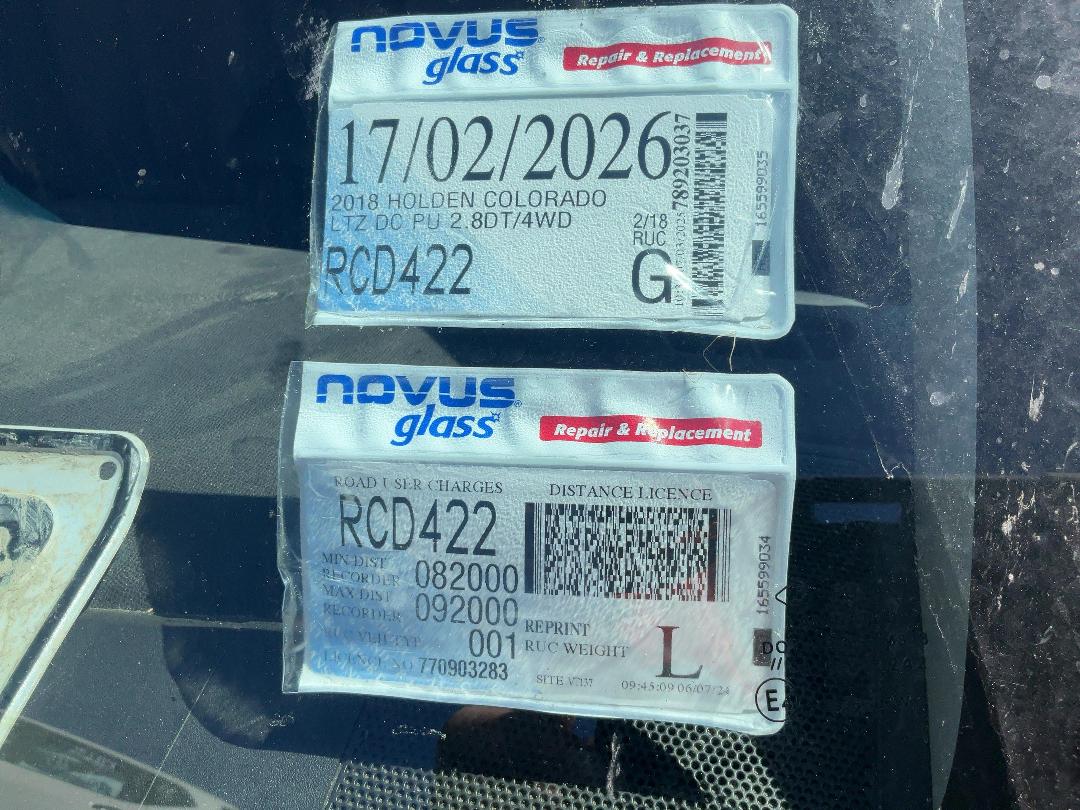 novus
glass
Repair & Replacement
17/02/2026
2018 HOLDEN COLORADO
LTZ DC PU 2.8DT/4WD
2/18
RUC
RCD422
G
789203037
165599035
novus
glass
Repair & Replacement
ROAD USER CHARGES
DISTANCE LICENCE
RCD422
MIN DIST
RECORDER 082000
MAX DIST
RECORDER 092000
RUC VEH TYP 001
REPRINT
RUC WEIGHT L
LICENCE NO 770903283
09:45:09 06/07/24
165599034
DO
//
E4